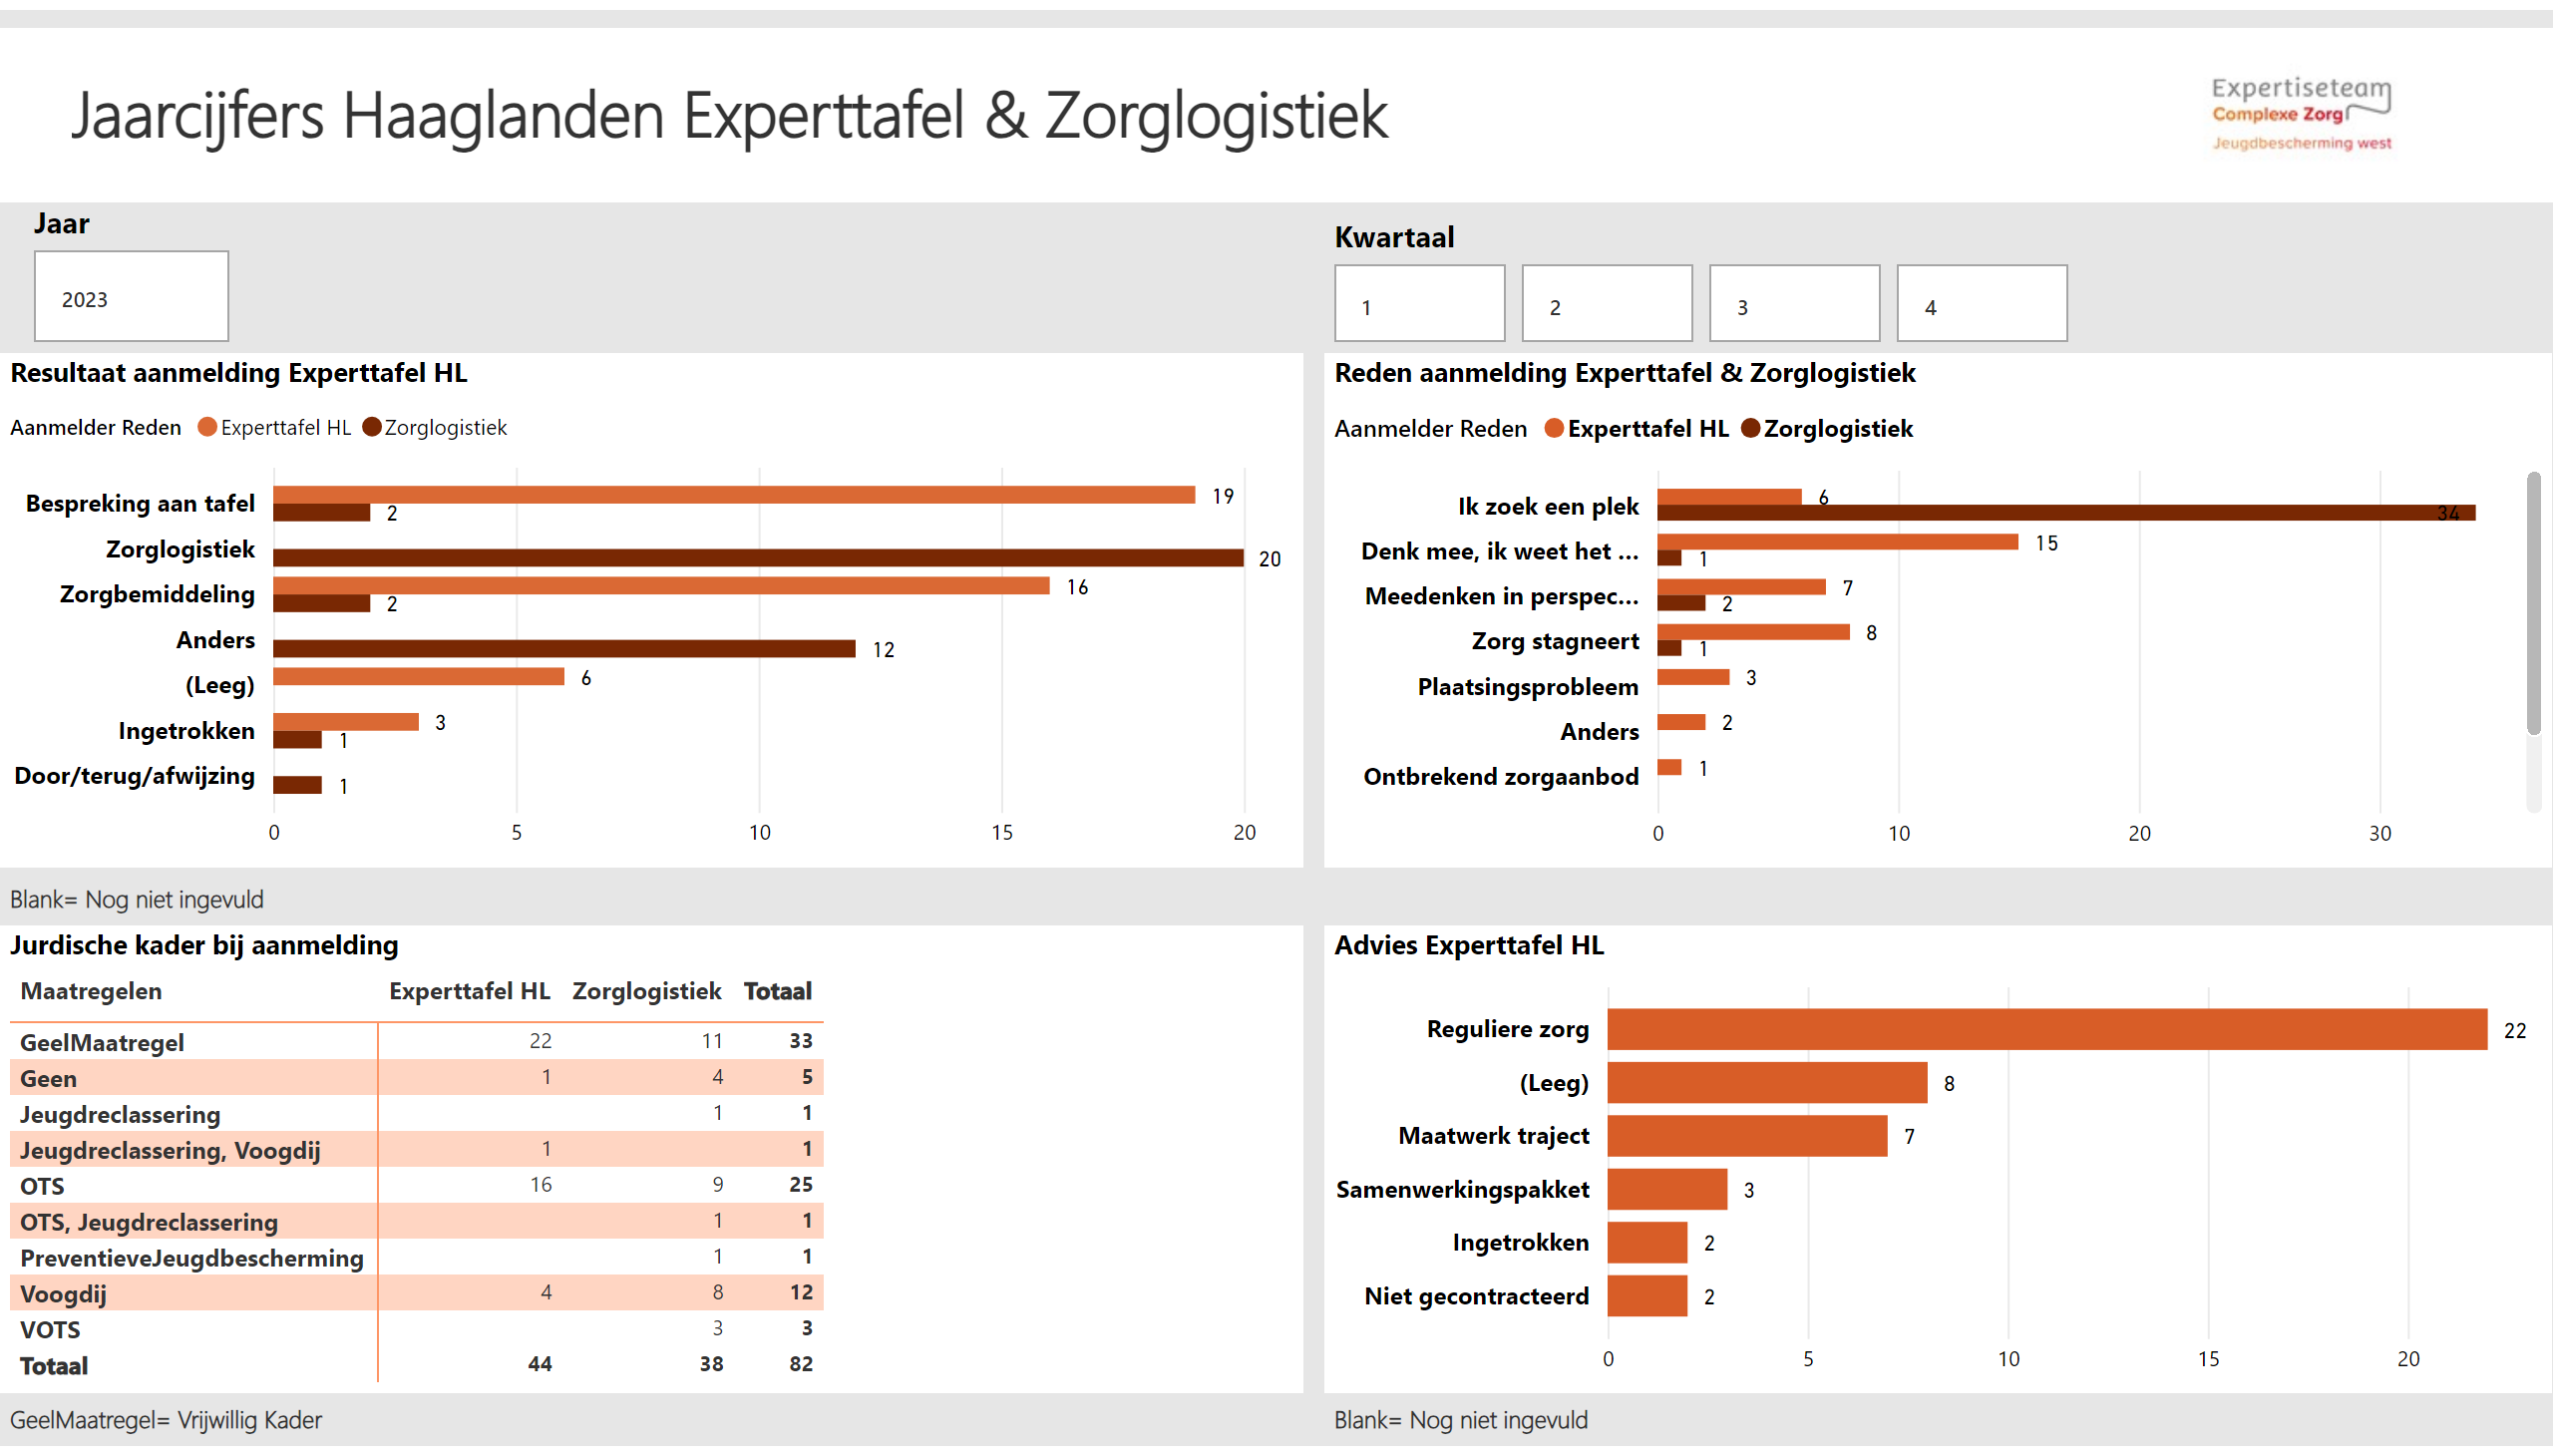 Jaarcijfers Haaglanden Experttafel & Zorglogistiek
Expertiseteam
Complexe Zorg
Jeugdbescherming west
Jaar
2023
Kwartaal
1 2 3 4
Resultaat aanmelding Experttafel HL
Aanmelder Reden Experttafel HL Zorglogistiek
Bespreking aan tafel 19 2
Zorglogistiek 20
Zorgbemiddeling 16 2
Anders 12
(Leeg) 6
Ingetrokken 3 1
Door/terug/afwijzing 1
0 5 10 15 20
Blank= Nog niet ingevuld
Reden aanmelding Experttafel & Zorglogistiek
Aanmelder Reden Experttafel HL Zorglogistiek
Ik zoek een plek 6 34
Denk mee, ik weet het ... 15 1
Meedenken in perspec... 7 2
Zorg stagneert 8 1
Plaatsingsprobleem 3
Anders 2
Ontbrekend zorgaanbod 1
0 10 20 30
Jurdische kader bij aanmelding
Maatregelen Experttafel HL Zorglogistiek Totaal
GeelMaatregel 22 11 33
Geen 1 4 5
Jeugdreclassering 1 1
Jeugdreclassering, Voogdij 1 1
OTS 16 9 25
OTS, Jeugdreclassering 1 1
PreventieveJeugdbescherming 1 1
Voogdij 4 8 12
VOTS 3 3
Totaal 44 38 82
GeelMaatregel= Vrijwillig Kader
Advies Experttafel HL
Reguliere zorg 22
(Leeg) 8
Maatwerk traject 7
Samenwerkingspakket 3
Ingetrokken 2
Niet gecontracteerd 2
0 5 10 15 20
Blank= Nog niet ingevuld